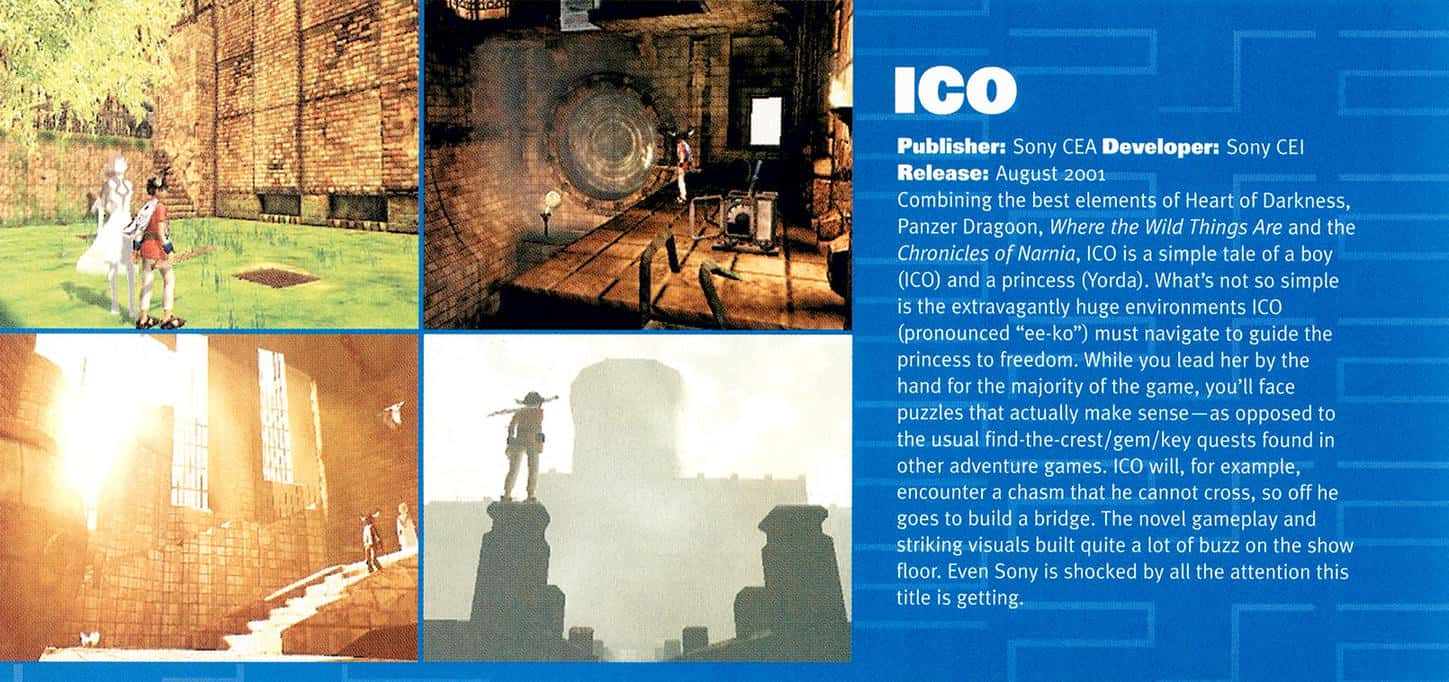 ICO
Publisher: Sony CEA Developer: Sony CEI
Release: August 2001
Combining the best elements of Heart of Darkness,
Panzer Dragoon, Where the Wild Things Are and the
Chronicles of Narnia, ICO is a simple tale of a boy
(ICO) and a princess (Yorda). What’s not so simple
is the extravagantly huge environments ICO
(pronounced “ee-ko”) must navigate to guide the
princess to freedom. While you lead her by the
hand for the majority of the game, you’ll face
puzzles that actually make sense—as opposed to
the usual find-the-crest/gem/key quests found in
other adventure games. ICO will, for example,
encounter a chasm that he cannot cross, so off he
goes to build a bridge. The novel gameplay and
striking visuals built quite a lot of buzz on the show
floor. Even Sony is shocked by all the attention this
title is getting.